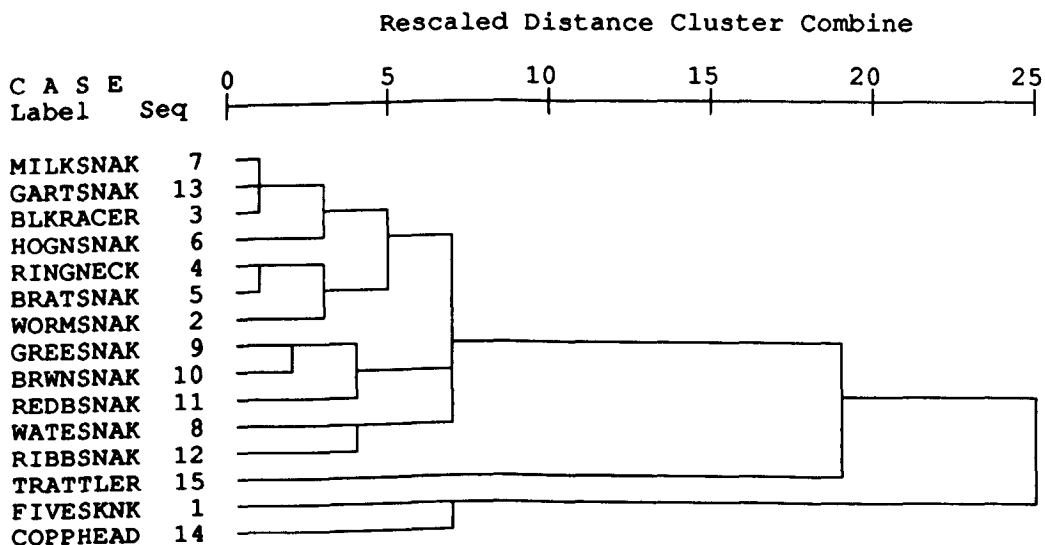 Rescaled Distance Cluster Combine
C A S E 0 5 10 15 20 25
Label Seq
MILKSNAK 7
GARTSNAK 13
BLKRACER 3
HOGNSNAK 6
RINGNECK 4
BRATSNAK 5
WORMSNAK 2
GREESNAK 9
BRWNSNAK 10
REDBSNAK 11
WATESNAK 8
RIBBSNAK 12
TRATTLER 15
FIVESKNK 1
COPPHEAD 14